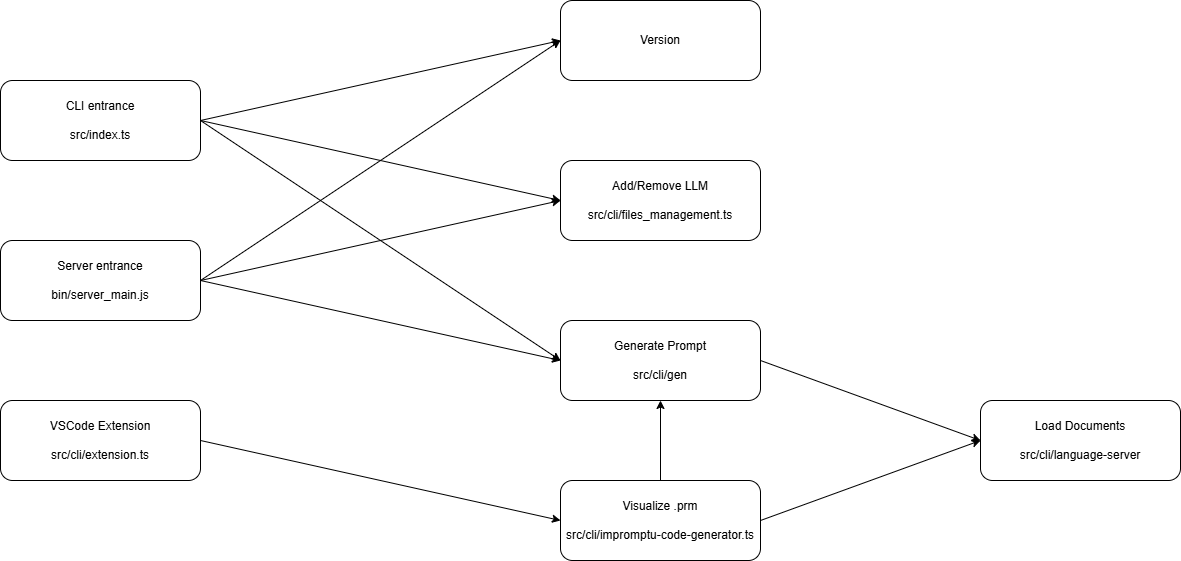 Version
CLI entrance
src/index.ts
Add/Remove LLM
src/cli/files_management.ts
Server entrance
bin/server_main.js
Generate Prompt
src/cli/gen
VSCode Extension
src/cli/extension.ts
Load Documents
src/cli/language-server
Visualize .prm
src/cli/impromptu-code-generator.ts